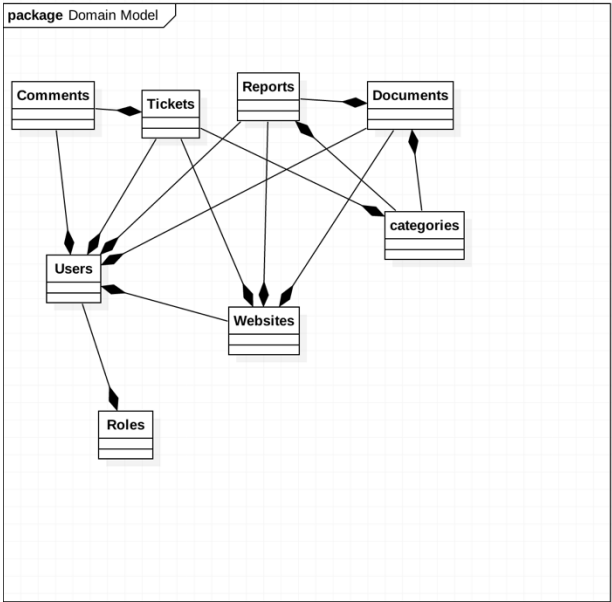 package Domain Model
Comments
Tickets
Reports
Documents
categories
Users
Websites
Roles